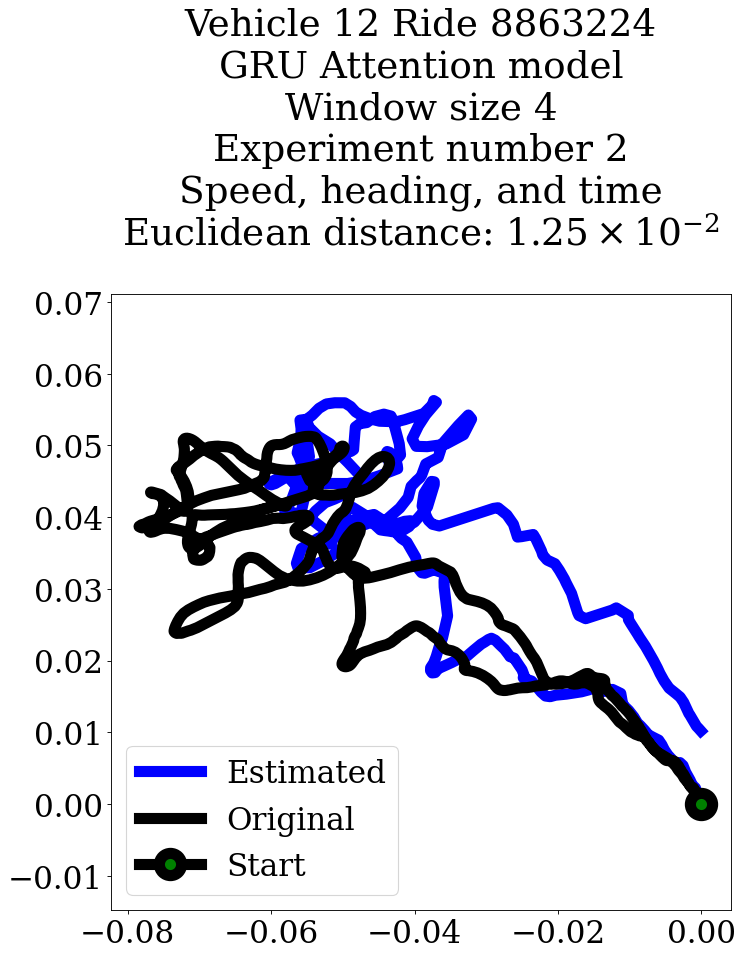 Vehicle 12 Ride 8863224
GRU Attention model
Window size 4
Experiment number 2
Speed, heading, and time
Euclidean distance: 1.25 × 10⁻²
0.07
0.06
0.05
0.04
0.03
0.02
0.01
0.00
−0.01
Estimated
Original
Start
−0.08 −0.06 −0.04 −0.02 0.00